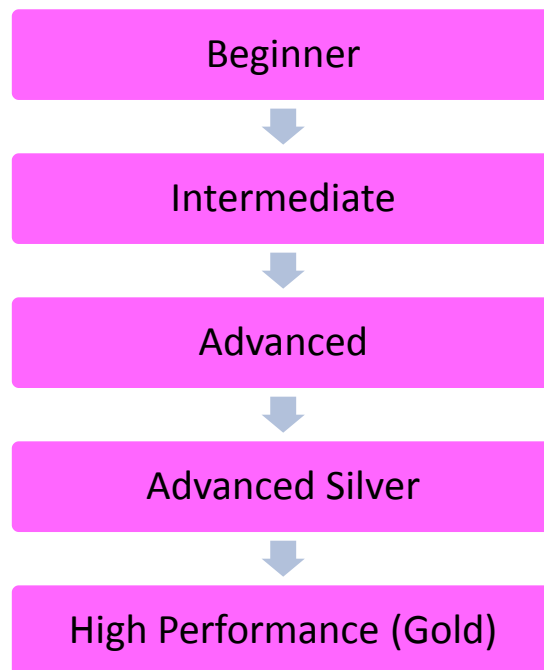 Beginner
Intermediate
Advanced
Advanced Silver
High Performance (Gold)